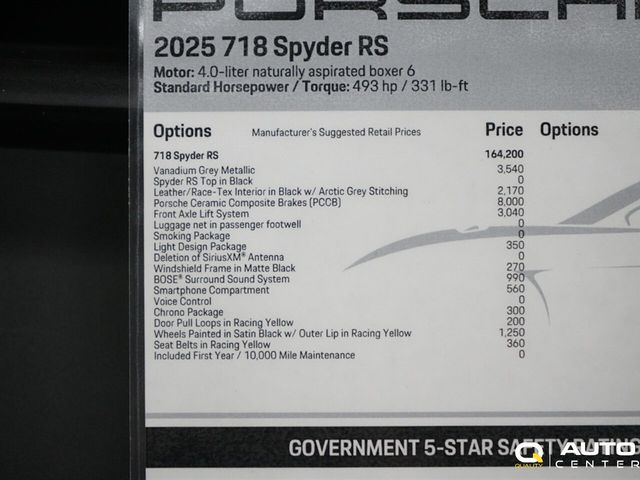 PORSCHE
2025 718 Spyder RS
Motor: 4.0-liter naturally aspirated boxer 6
Standard Horsepower / Torque: 493 hp / 331 lb-ft
Options Manufacturer's Suggested Retail Prices Price Options
718 Spyder RS 164,200
Vanadium Grey Metallic 3,540
Spyder RS Top in Black 0
Leather/Race-Tex Interior in Black w/ Arctic Grey Stitching 2,170
Porsche Ceramic Composite Brakes (PCCB) 8,000
Front Axle Lift System 3,040
Luggage net in passenger footwell 0
Smoking Package 0
Light Design Package 350
Deletion of SiriusXM® Antenna 0
Windshield Frame in Matte Black 270
BOSE® Surround Sound System 990
Smartphone Compartment 560
Voice Control 0
Chrono Package 300
Door Pull Loops in Racing Yellow 200
Wheels Painted in Satin Black w/ Outer Lip in Racing Yellow 1,250
Seat Belts in Racing Yellow 360
Included First Year / 10,000 Mile Maintenance 0
GOVERNMENT 5-STAR SAFETY RATING
QUALITY AUTO CENTER